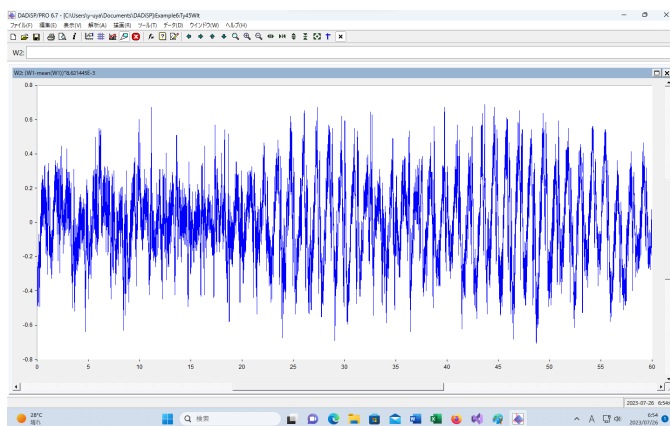 DADiSP/PRO 6.7 - [C:\Users\y-uya\Documents\DADiSP\Example6\Ty45Wlt
ファイル(F) 編集(E) 表示(V) 解析(A) 描画(R) ツール(T) データ(D) ウインドウ(W) ヘルプ(H)
W2:
W2: (W1-mean(W1))*8.621445E-3
0.8
0.6
0.4
0.2
0
-0.2
-0.4
-0.6
-0.8
0 5 10 15 20 25 30 35 40 45 50 55 60
2023-07-26 6:54
28°C
晴れ
検索
A
6:54
2023/07/26